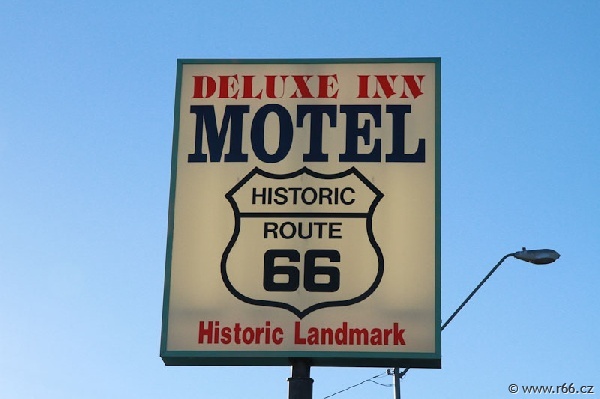 DELUXE INN
MOTEL
HISTORIC
ROUTE
66
Historic Landmark
© www.r66.cz